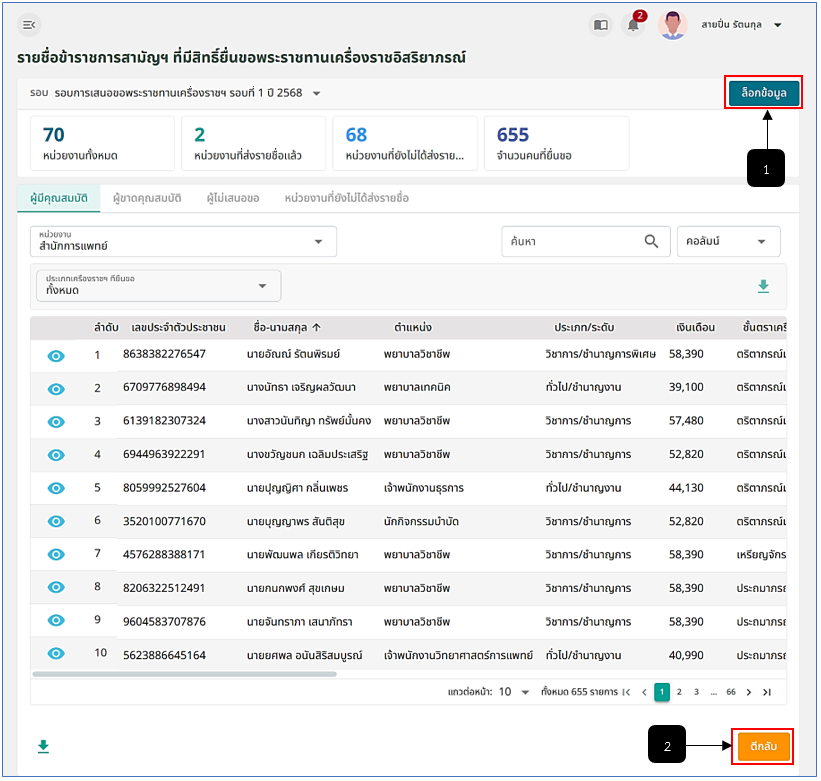 2
สายปิ่น รัตนกุล
รายชื่อข้าราชการสามัญฯ ที่มีสิทธิ์ยื่นขอพระราชทานเครื่องราชอิสริยาภรณ์
รอบ รอบการเสนอขอพระราชทานเครื่องราชฯ รอบที่ 1 ปี 2568
ล็อกข้อมูล
70 2 68 655
หน่วยงานทั้งหมด หน่วยงานที่ส่งรายชื่อแล้ว หน่วยงานที่ยังไม่ได้ส่งราย... จำนวนคนที่ยื่นขอ
1
ผู้มีคุณสมบัติ ผู้ขาดคุณสมบัติ ผู้ไม่เสนอขอ หน่วยงานที่ยังไม่ได้ส่งรายชื่อ
หน่วยงาน
สำนักการแพทย์ ค้นหา คอลัมน์
ประเภทเครื่องราชฯ ที่ยื่นขอ
ทั้งหมด
ลำดับ เลขประจำตัวประชาชน ชื่อ-นามสกุล ตำแหน่ง ประเภท/ระดับ เงินเดือน ชั้นตราเครื่
1 8638382276547 นายอัณณ์ รัตนพิรมย์ พยาบาลวิชาชีพ วิชาการ/ชำนาญการพิเศษ 58,390 ตริตาภรณ์
2 6709776898494 นางนัทธา เจริญผลวัฒนา พยาบาลเทคนิค ทั่วไป/ชำนาญงาน 39,100 ตริตาภรณ์
3 6139182307324 นางสาวนันทิญา ทรัพย์มั่นคง พยาบาลวิชาชีพ วิชาการ/ชำนาญการ 57,480 ตริตาภรณ์
4 6944963922291 นางขวัญชนก เฉลิมประเสริฐ พยาบาลวิชาชีพ วิชาการ/ชำนาญการ 52,820 ตริตาภรณ์
5 8059992527604 นายปุญญิศา กลิ่นเพชร เจ้าพนักงานธุรการ ทั่วไป/ชำนาญงาน 44,130 ตริตาภรณ์
6 3520100771670 นายบุญญาพร สันติสุข นักกิจกรรมบำบัด วิชาการ/ชำนาญการ 52,820 ตริตาภรณ์
7 4576288388171 นายพัฒนพล เกียรติวิทยา พยาบาลวิชาชีพ วิชาการ/ชำนาญการ 58,390 เหรียญจักร
8 8206322512491 นายกนกพงศ์ สุขเกษม พยาบาลวิชาชีพ วิชาการ/ชำนาญการ 58,390 ประถมาภร
9 9604583707876 นายจันทราภา เสนาภัทรา พยาบาลวิชาชีพ วิชาการ/ชำนาญการ 58,390 ประถมาภร
10 5623886645164 นายยศพล อนันสิริสมบูรณ์ เจ้าพนักงานวิทยาศาสตร์การแพทย์ ทั่วไป/ชำนาญงาน 40,990 ประถมาภร
แถวต่อหน้า: 10 ทั้งหมด 655 รายการ 1 2 3 ... 66
2
ตีกลับ